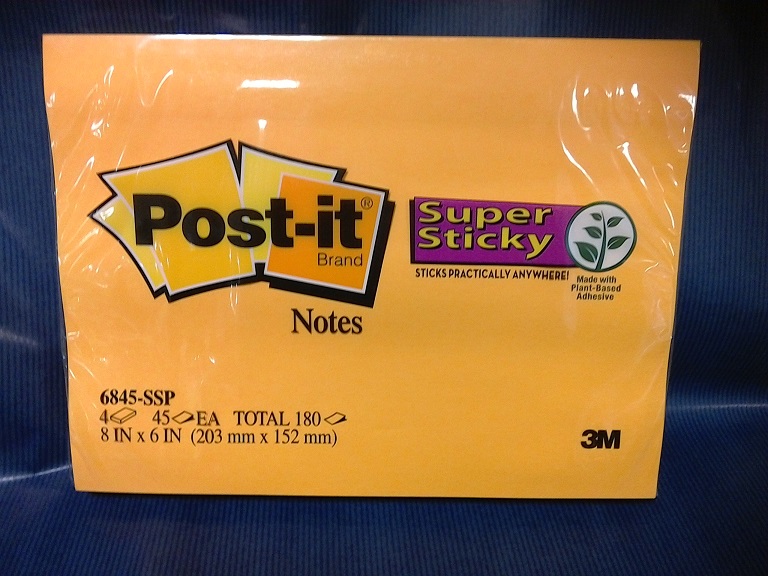 Post-it®
Brand
Notes
Super
Sticky
STICKS PRACTICALLY ANYWHERE!
Made with
Plant-Based
Adhesive
6845-SSP
4 45 EA TOTAL 180
8 IN x 6 IN (203 mm x 152 mm)
3M